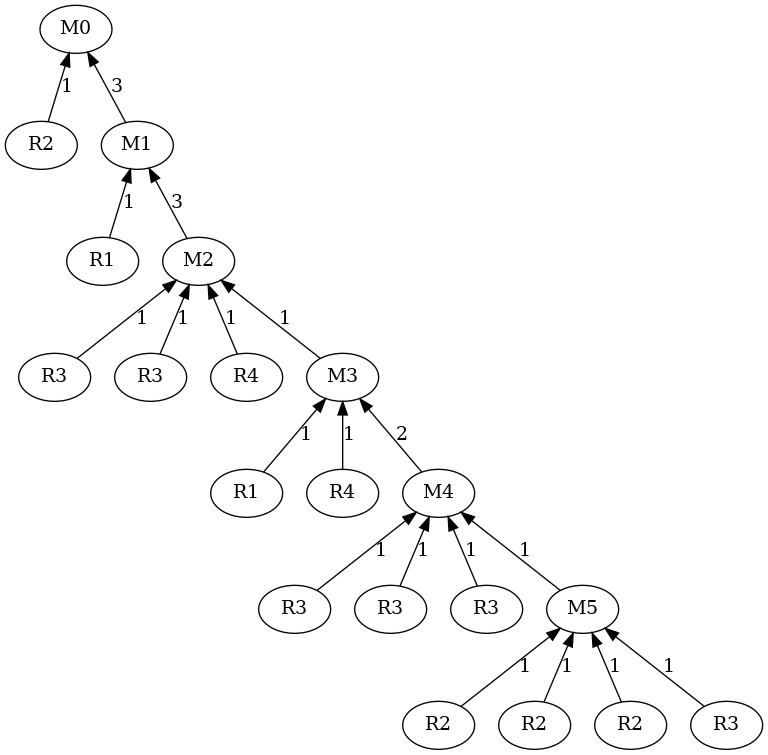 M0
1 3
R2 M1
1 3
R1 M2
1 1 1 1
R3 R3 R4 M3
1 1 2
R1 R4 M4
1 1 1 1
R3 R3 R3 M5
1 1 1 1
R2 R2 R2 R3